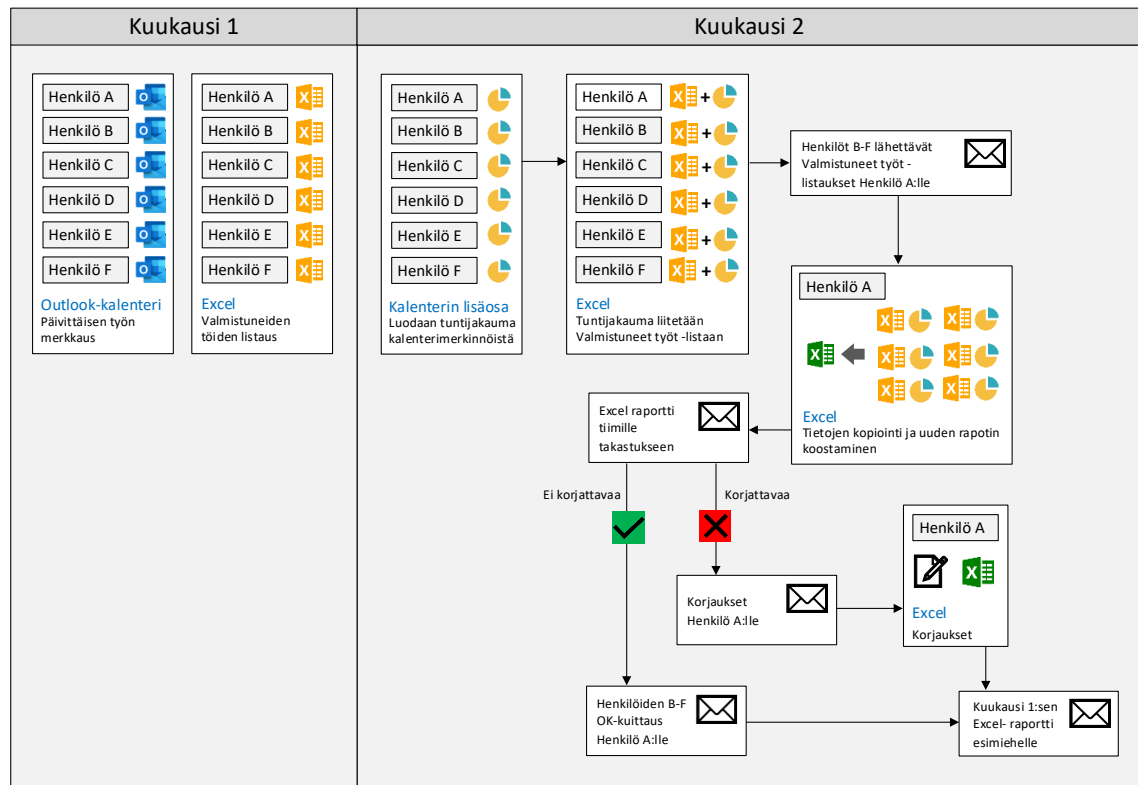 Kuukausi 1
Kuukausi 2
Henkilö A
Henkilö B
Henkilö C
Henkilö D
Henkilö E
Henkilö F
Outlook-kalenteri
Päivittäisen työn
merkkaus
Henkilö A
Henkilö B
Henkilö C
Henkilö D
Henkilö E
Henkilö F
Excel
Valmistuneiden
töiden listaus
Henkilö A
Henkilö B
Henkilö C
Henkilö D
Henkilö E
Henkilö F
Kalenterin lisäosa
Luodaan tuntijakauma
kalenterimerkinnöistä
Henkilö A
+
Henkilö B
+
Henkilö C
+
Henkilö D
+
Henkilö E
+
Henkilö F
+
Excel
Tuntijakauma liitetään
Valmistuneet työt -listaan
Henkilöt B-F lähettävät
Valmistuneet työt -
listaukset Henkilö A:lle
Henkilö A
Excel
Tietojen kopiointi ja uuden rapotin
koostaminen
Excel raportti
tiimille
takastukseen
Ei korjattavaa
Korjattavaa
Korjaukset
Henkilö A:lle
Henkilö A
Excel
Korjaukset
Henkilöiden B-F
OK-kuittaus
Henkilö A:lle
Kuukausi 1:sen
Excel- raportti
esimiehelle